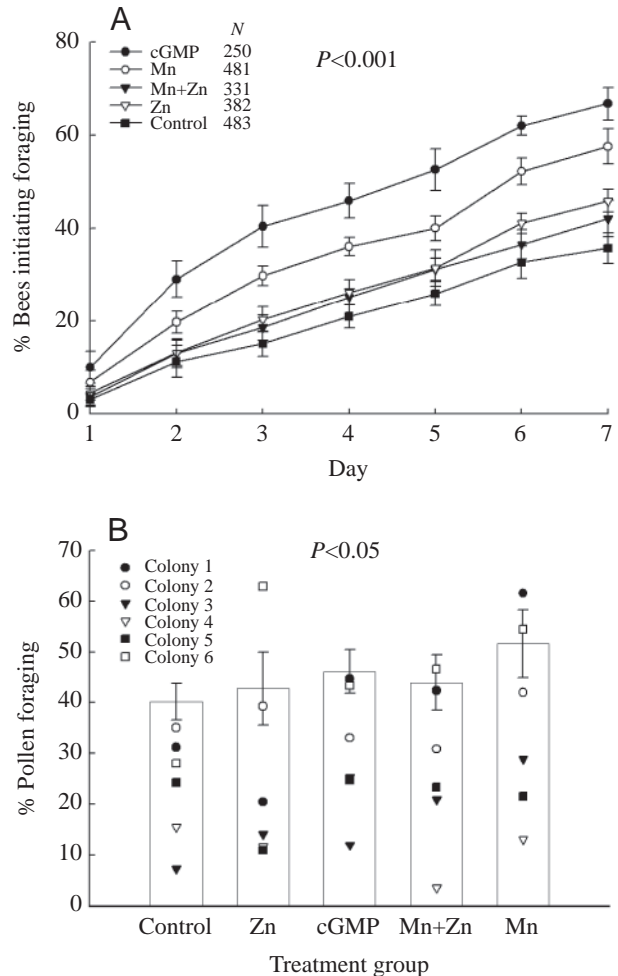 A
N
cGMP 250
Mn 481
Mn+Zn 331
Zn 382
Control 483
P<0.001
80
60
40
20
0
% Bees initiating foraging
1 2 3 4 5 6 7
Day
B
P<0.05
Colony 1
Colony 2
Colony 3
Colony 4
Colony 5
Colony 6
70
60
50
40
30
20
10
0
% Pollen foraging
Control Zn cGMP Mn+Zn Mn
Treatment group